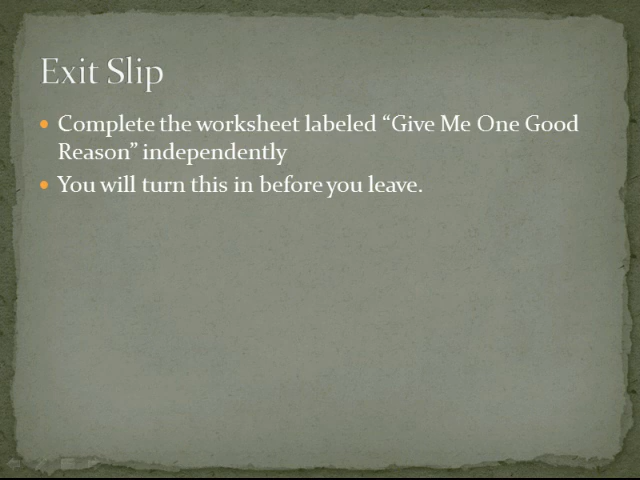 Exit Slip
• Complete the worksheet labeled “Give Me One Good
Reason” independently
• You will turn this in before you leave.